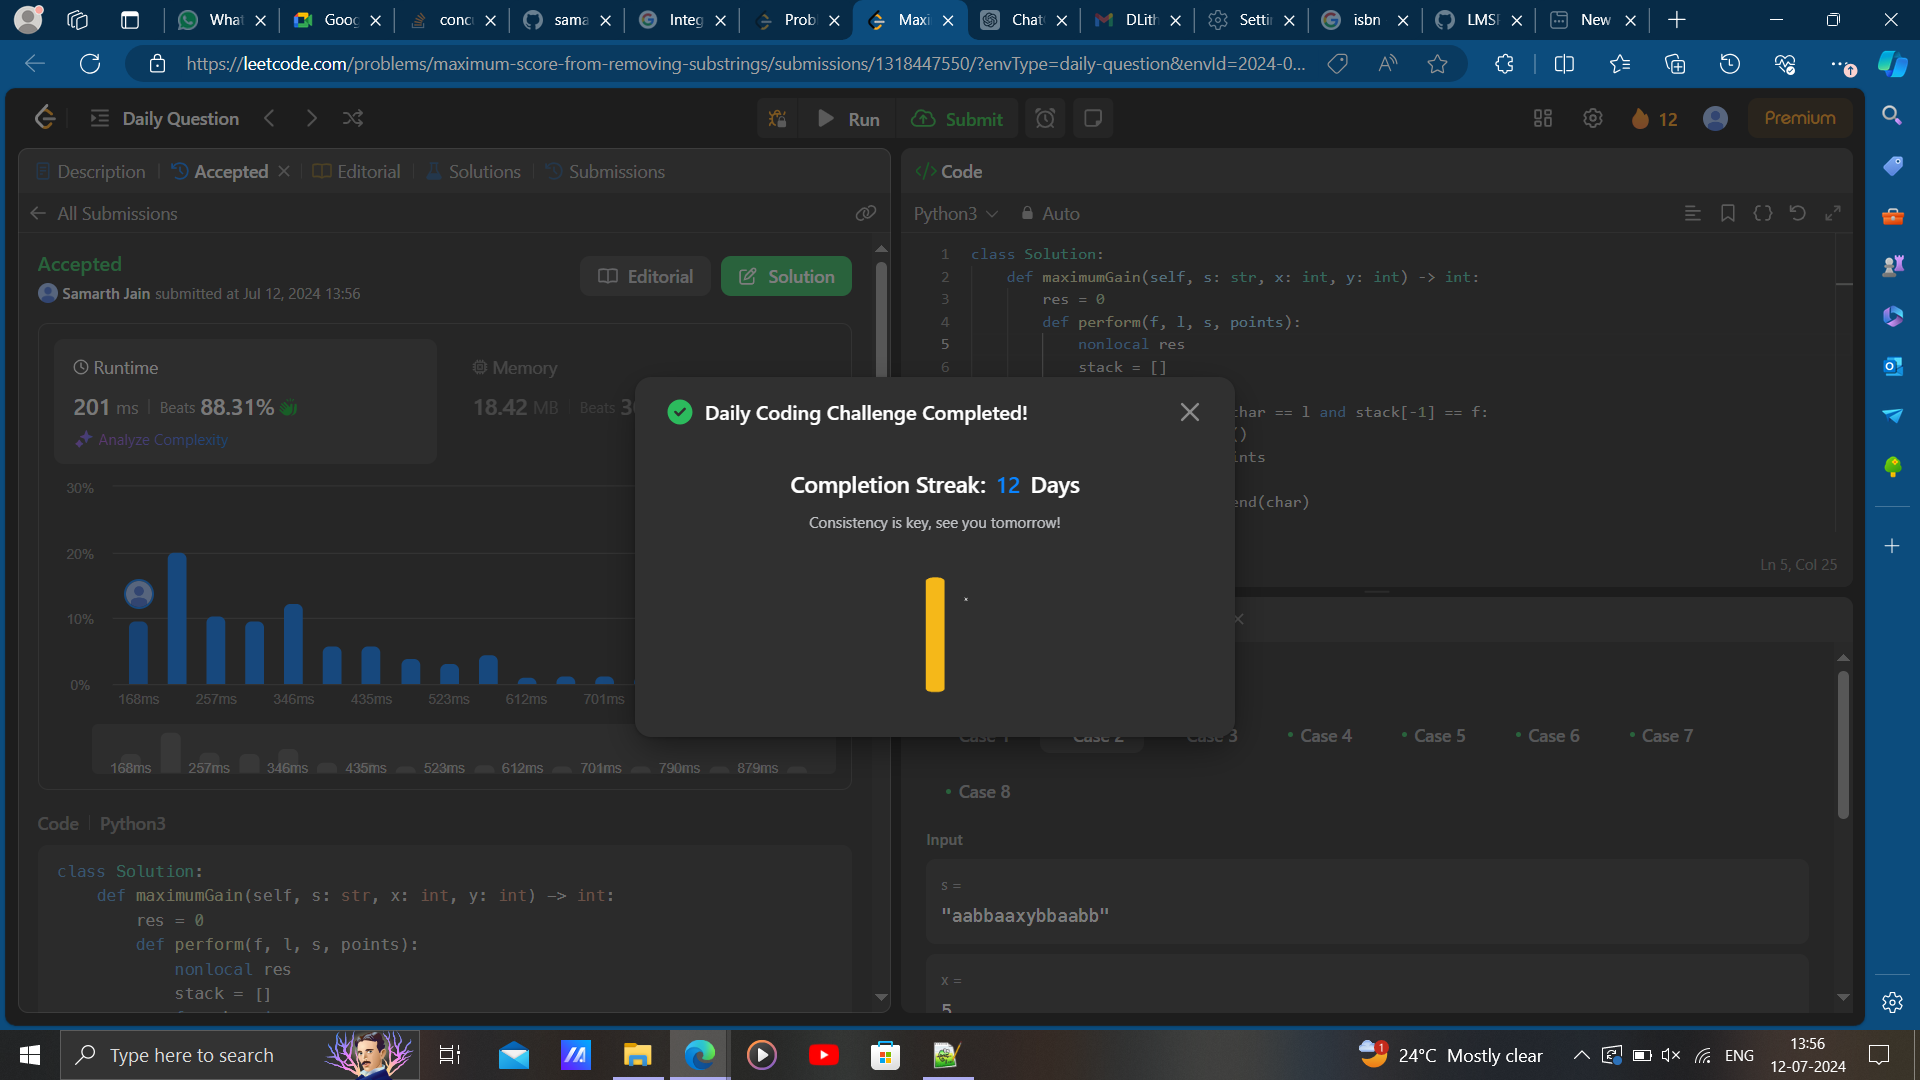 What
Goog
conc
sama
Integ
Prob
Maxi
Chat
DLith
Setti
isbn
LMSF
New
https://leetcode.com/problems/maximum-score-from-removing-substrings/submissions/1318447550/?envType=daily-question&envId=2024-0...
Daily Question
Run
Submit
12
Premium
Description
Accepted
Editorial
Solutions
Submissions
All Submissions
Accepted
Samarth Jain submitted at Jul 12, 2024 13:56
Editorial
Solution
Runtime
201 ms
Beats 88.31%
Analyze Complexity
Memory
18.42 MB
Beats
30%
20%
10%
0%
168ms 257ms 346ms 435ms 523ms 612ms 701ms
168ms 257ms 346ms 435ms 523ms 612ms 701ms 790ms 879ms
Code
Python3
class Solution:
def maximumGain(self, s: str, x: int, y: int) -> int:
res = 0
def perform(f, l, s, points):
nonlocal res
stack = []
Daily Coding Challenge Completed!
Completion Streak: 12 Days
Consistency is key, see you tomorrow!
</> Code
Python3
Auto
1 class Solution:
2 def maximumGain(self, s: str, x: int, y: int) -> int:
3 res = 0
4 def perform(f, l, s, points):
5 nonlocal res
6 stack = []
char == l and stack[-1] == f:
()
ints
end(char)
Ln 5, Col 25
Case 1
Case 2
Case 3
Case 4
Case 5
Case 6
Case 7
Case 8
Input
s =
"aabbaaxybbaabb"
x =
5
Type here to search
1
24°C Mostly clear
ENG
13:56
12-07-2024